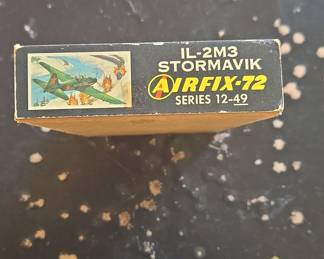 IL-2M3
STORMAVIK
AIRFIX-72
SERIES 12-49